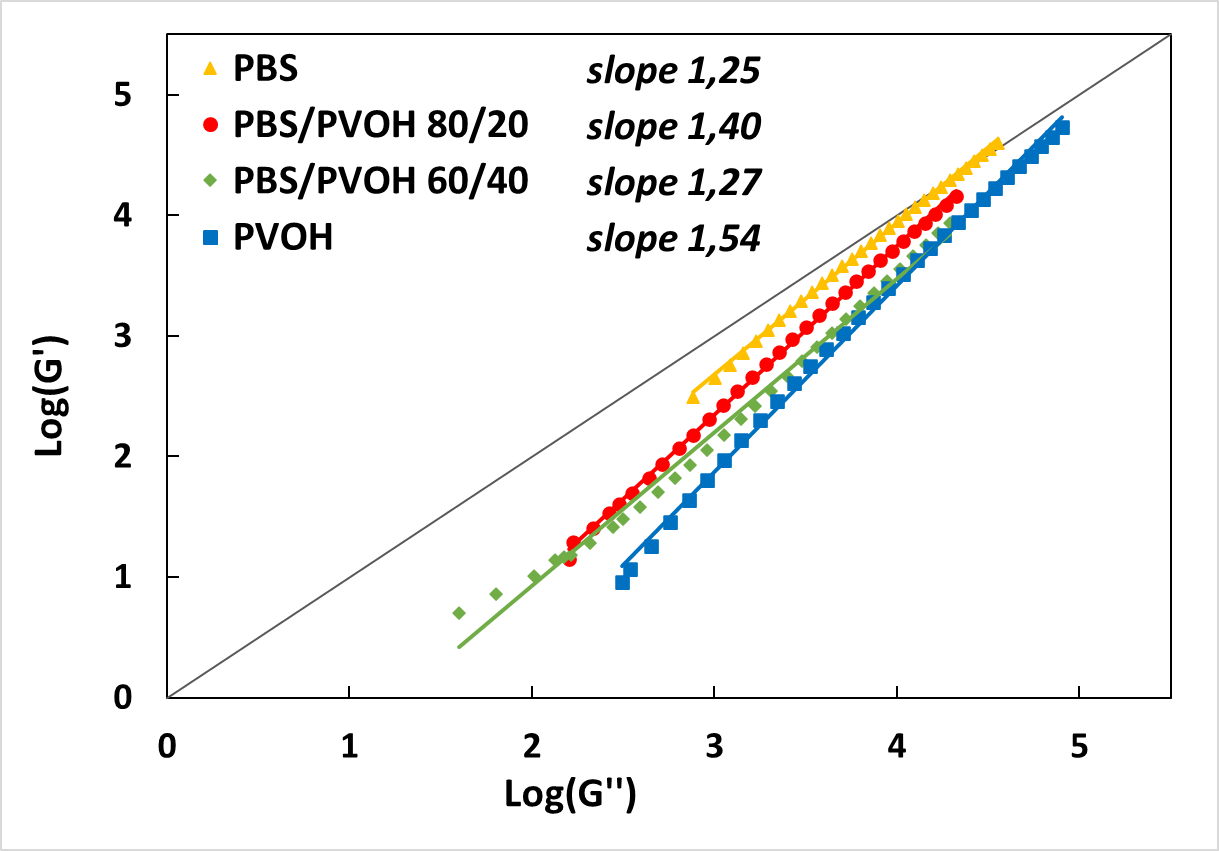 PBS slope 1,25
PBS/PVOH 80/20 slope 1,40
PBS/PVOH 60/40 slope 1,27
PVOH slope 1,54
5
4
3
2
1
0
Log(G')
0 1 2 3 4 5
Log(G'')